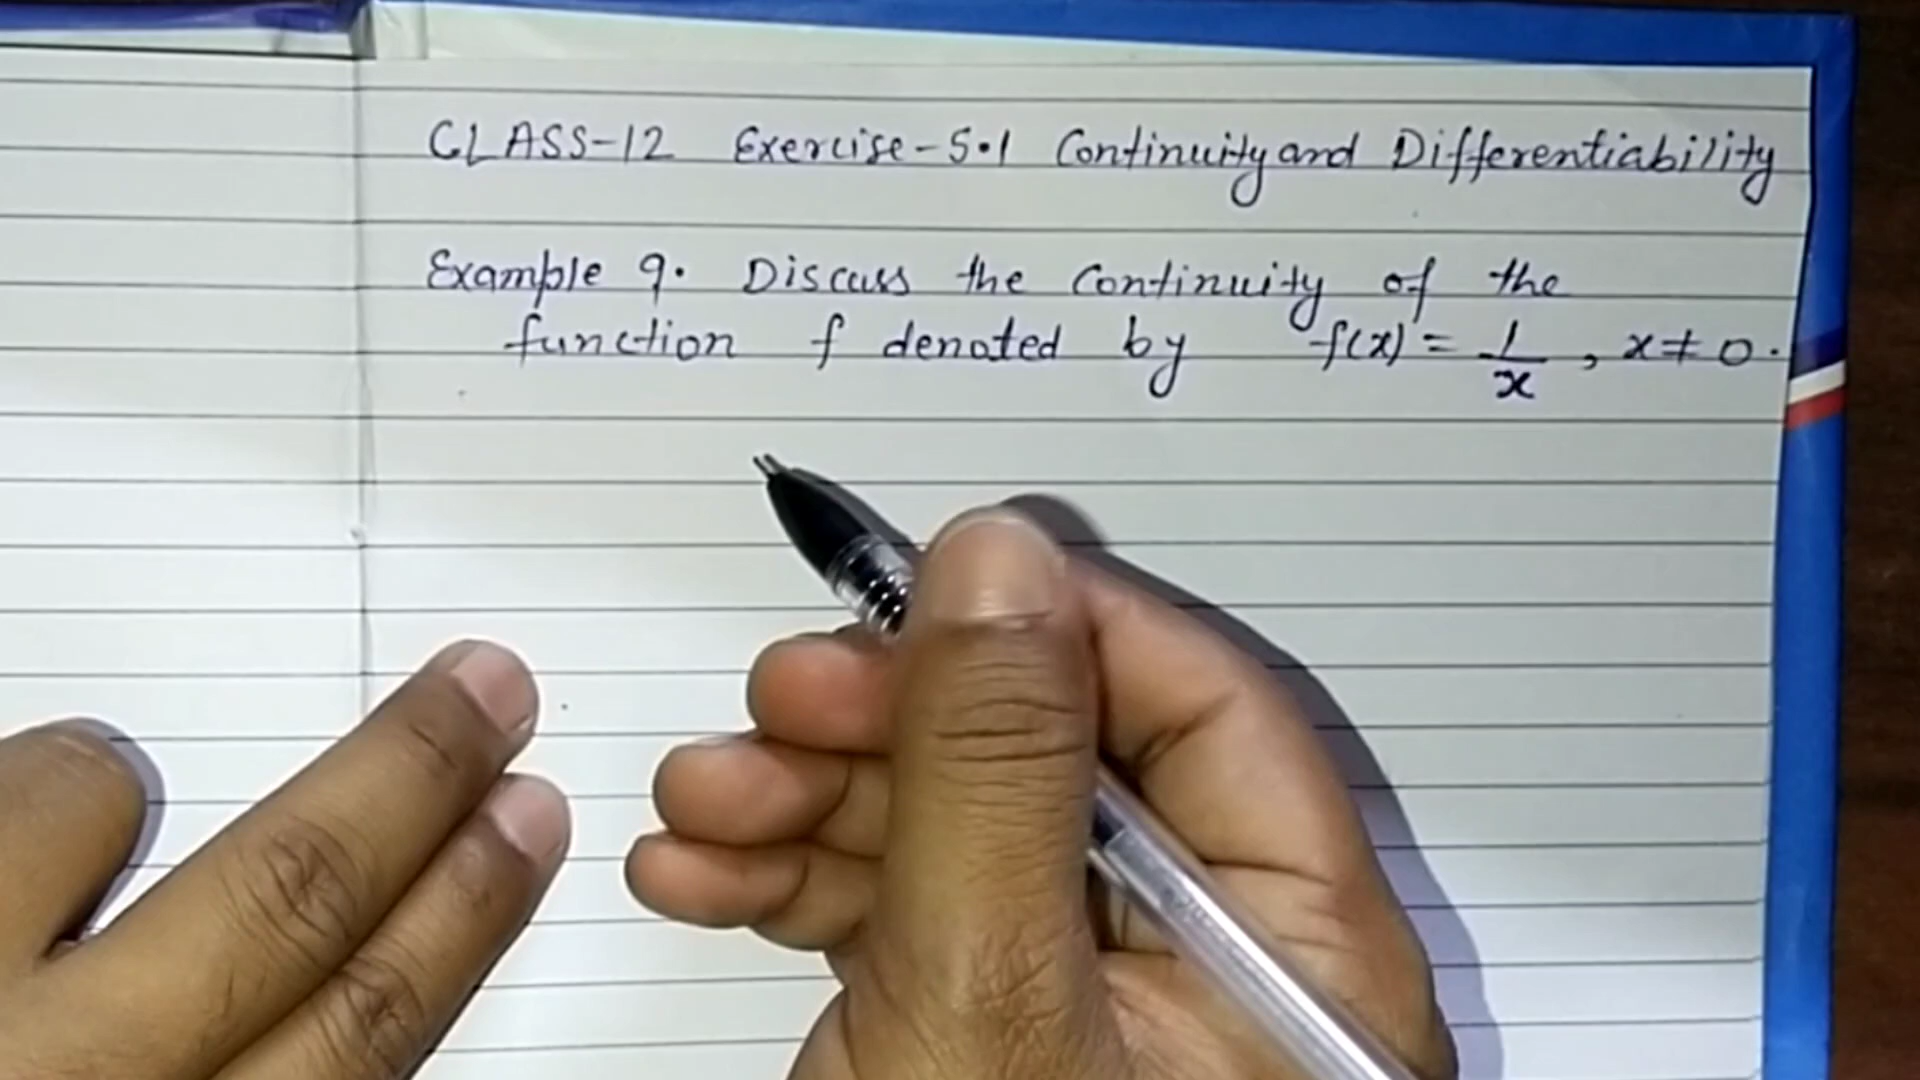 CLASS-12 Exercise-5.1 Continuity and Differentiability
Example 9. Discuss the Continuity of the
function f denoted by f(x) = 1/x , x ≠ 0.